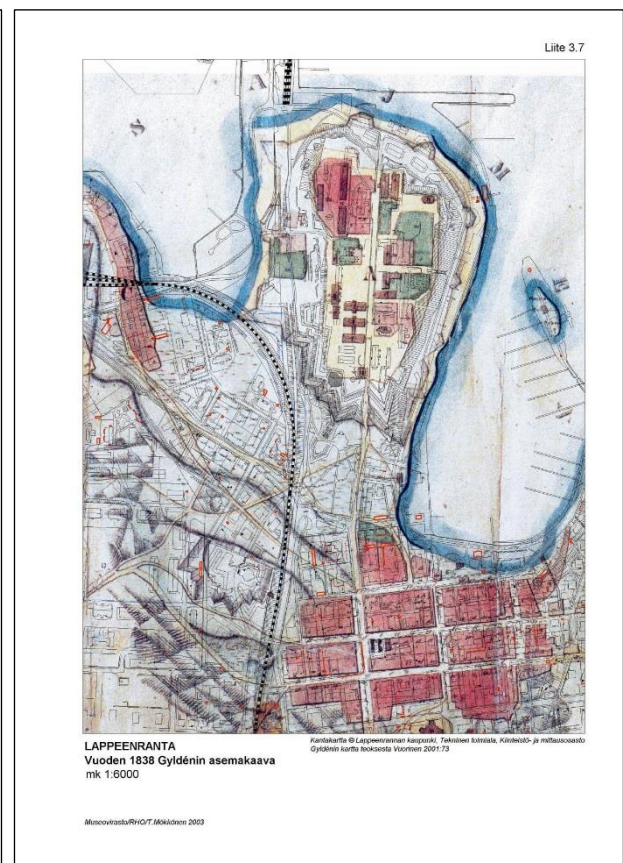 Liite 3.7
S A J M E N
LAPPEENRANTA
Vuoden 1838 Gyldénin asemakaava
mk 1:6000
Kantakartta © Lappeenrannan kaupunki, Tekninen toimiala, Kiinteistö- ja mittausosasto
Gyldénin kartta teoksesta Vuorinen 2001:73
Museovirasto/RHO/T.Mökkönen 2003